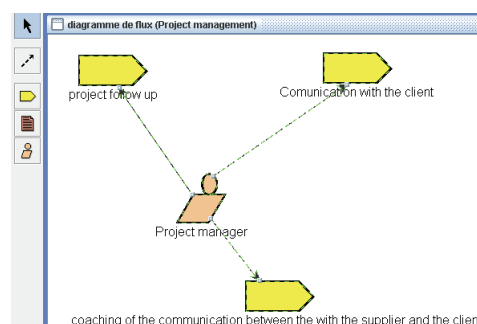 diagramme de flux (Project management)
project follow up
Comunication with the client
Project manager
coaching of the communication between the with the supplier and the clien